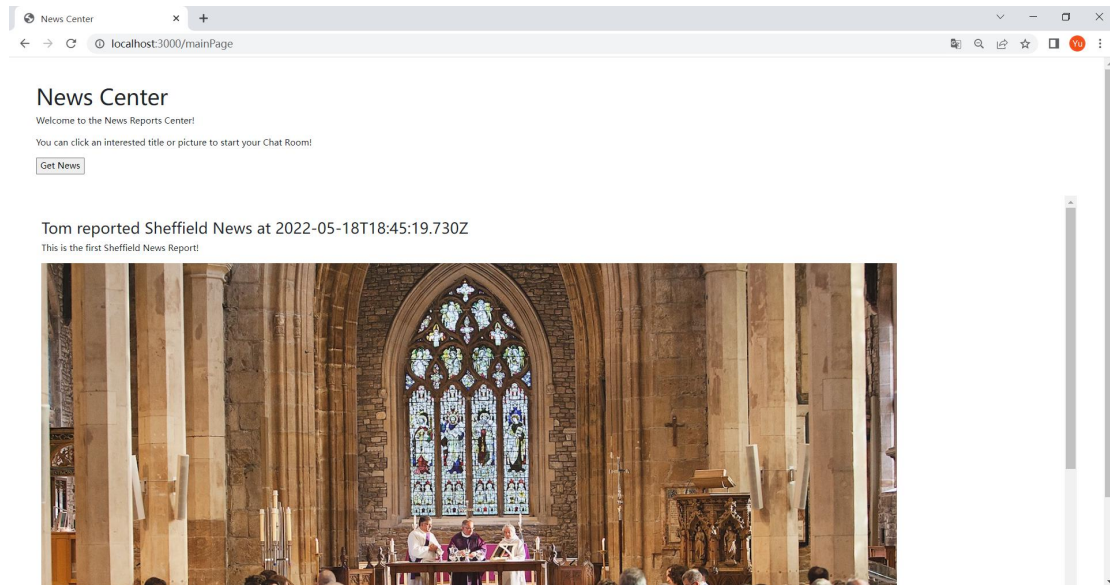 News Center
localhost:3000/mainPage
Yu
News Center
Welcome to the News Reports Center!
You can click an interested title or picture to start your Chat Room!
Get News
Tom reported Sheffield News at 2022-05-18T18:45:19.730Z
This is the first Sheffield News Report!